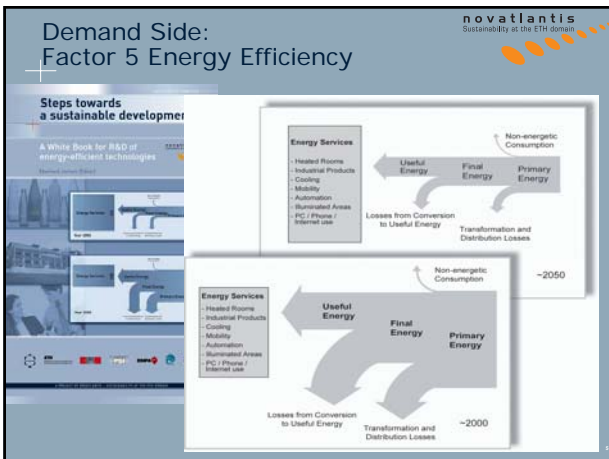 Demand Side:
Factor 5 Energy Efficiency
novatlantis
Sustainability at the ETH domain
Steps towards
a sustainable developme
A White Book for R&D of
energy-efficient technologies
Energy Services
- Heated Rooms
- Industrial Products
- Cooling
- Mobility
- Automation
- Illuminated Areas
- PC / Phone /
Internet use
Non-energetic
Consumption
Useful
Energy
Final
Energy
Primary
Energy
Losses from Conversion
to Useful Energy
Transformation and
Distribution Losses
~2050
Energy Services
- Heated Rooms
- Industrial Products
- Cooling
- Mobility
- Automation
- Illuminated Areas
- PC / Phone /
Internet use
Non-energetic
Consumption
Useful
Energy
Final
Energy
Primary
Energy
Losses from Conversion
to Useful Energy
Transformation and
Distribution Losses
~2000